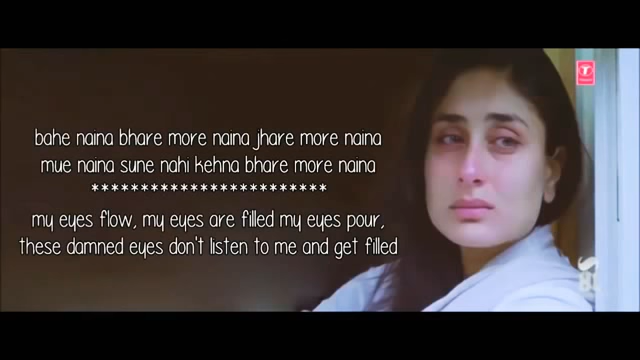 bahe naina bhare more naina jhare more naina
mue naina sune nahi kehna bhare more naina
************************
my eyes flow, my eyes are filled my eyes pour,
these damned eyes don't listen to me and get filled